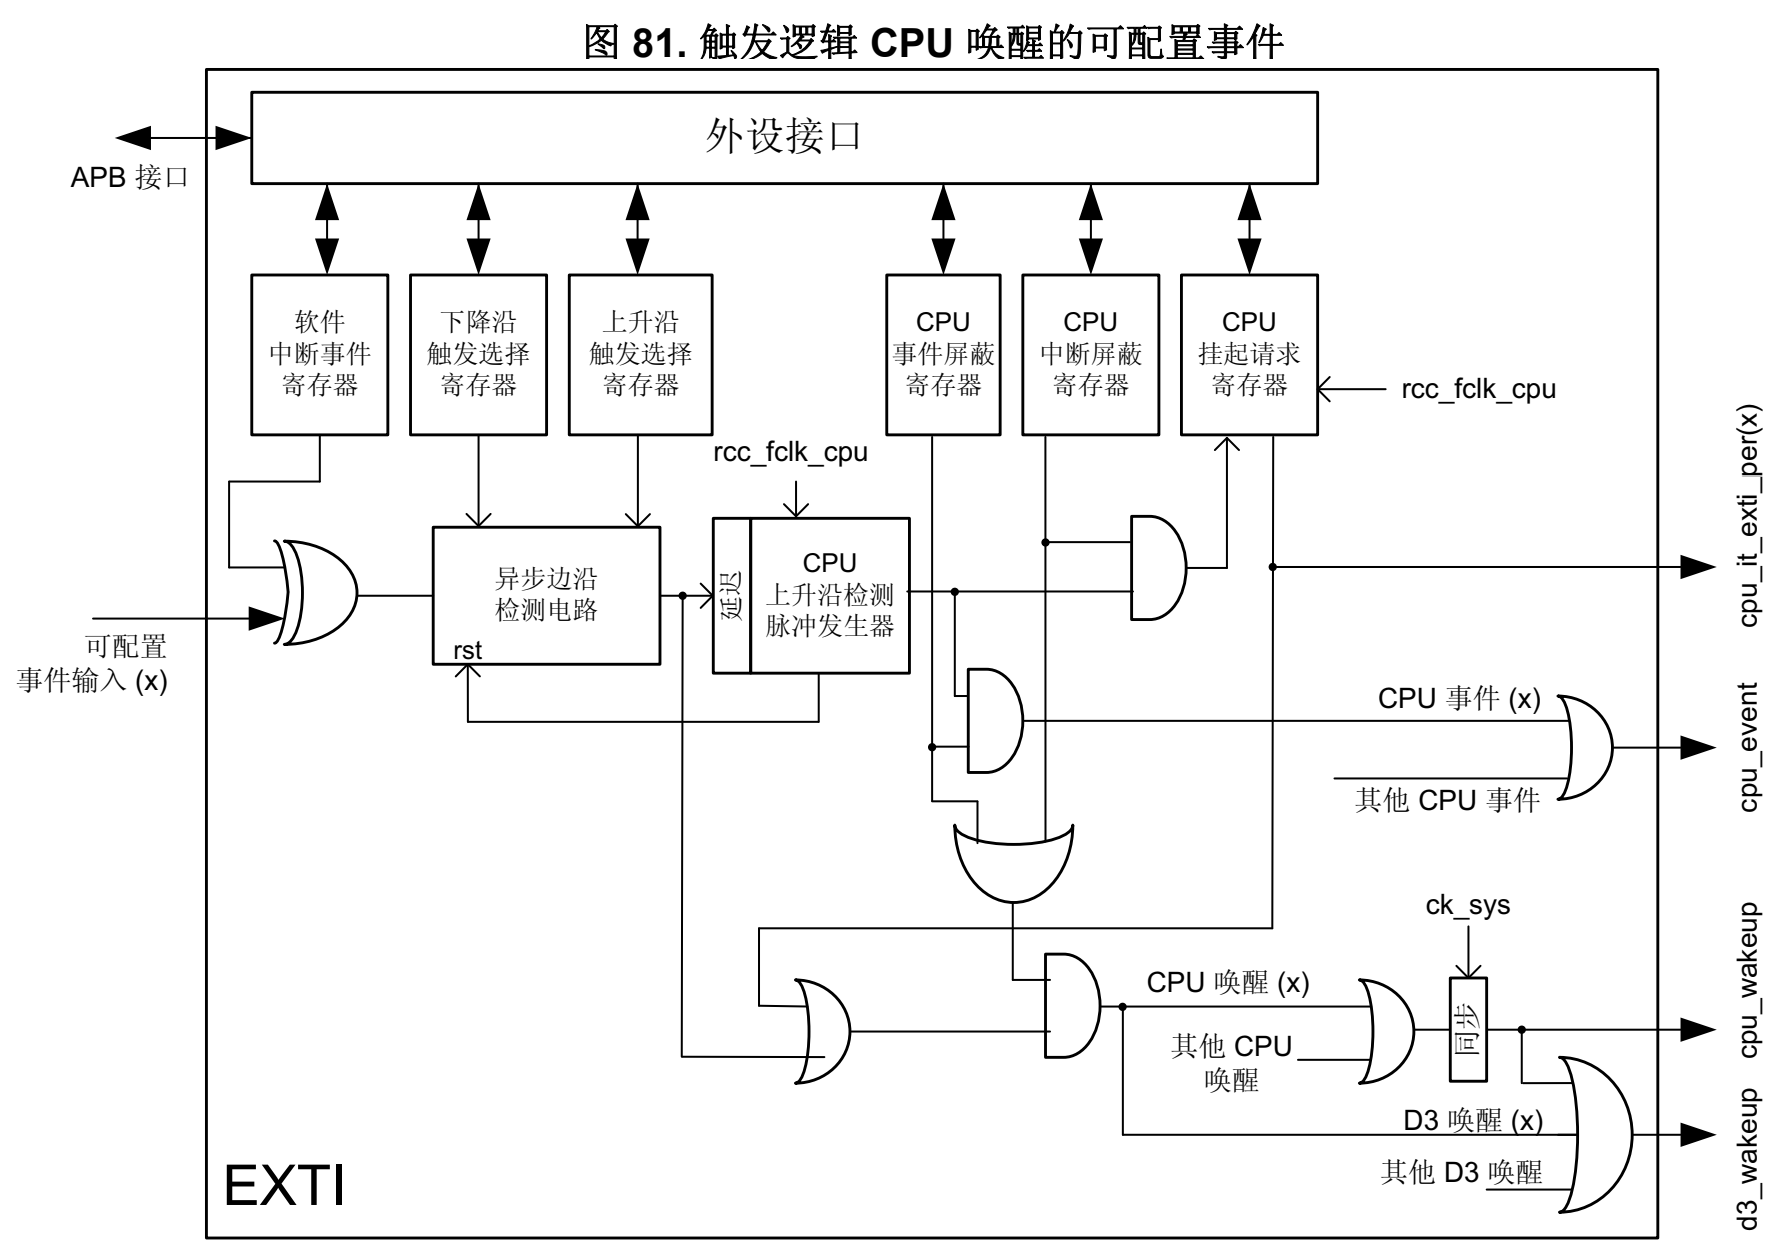 图 81. 触发逻辑 CPU 唤醒的可配置事件
外设接口
APB 接口
软件
中断事件
寄存器
下降沿
触发选择
寄存器
上升沿
触发选择
寄存器
CPU
事件屏蔽
寄存器
CPU
中断屏蔽
寄存器
CPU
挂起请求
寄存器
rcc_fclk_cpu
rcc_fclk_cpu
cpu_it_exti_per(x)
异步边沿
检测电路
rst
延迟
CPU
上升沿检测
脉冲发生器
可配置
事件输入 (x)
CPU 事件 (x)
其他 CPU 事件
cpu_event
ck_sys
CPU 唤醒 (x)
其他 CPU
唤醒
同步
cpu_wakeup
D3 唤醒 (x)
其他 D3 唤醒
d3_wakeup
EXTI